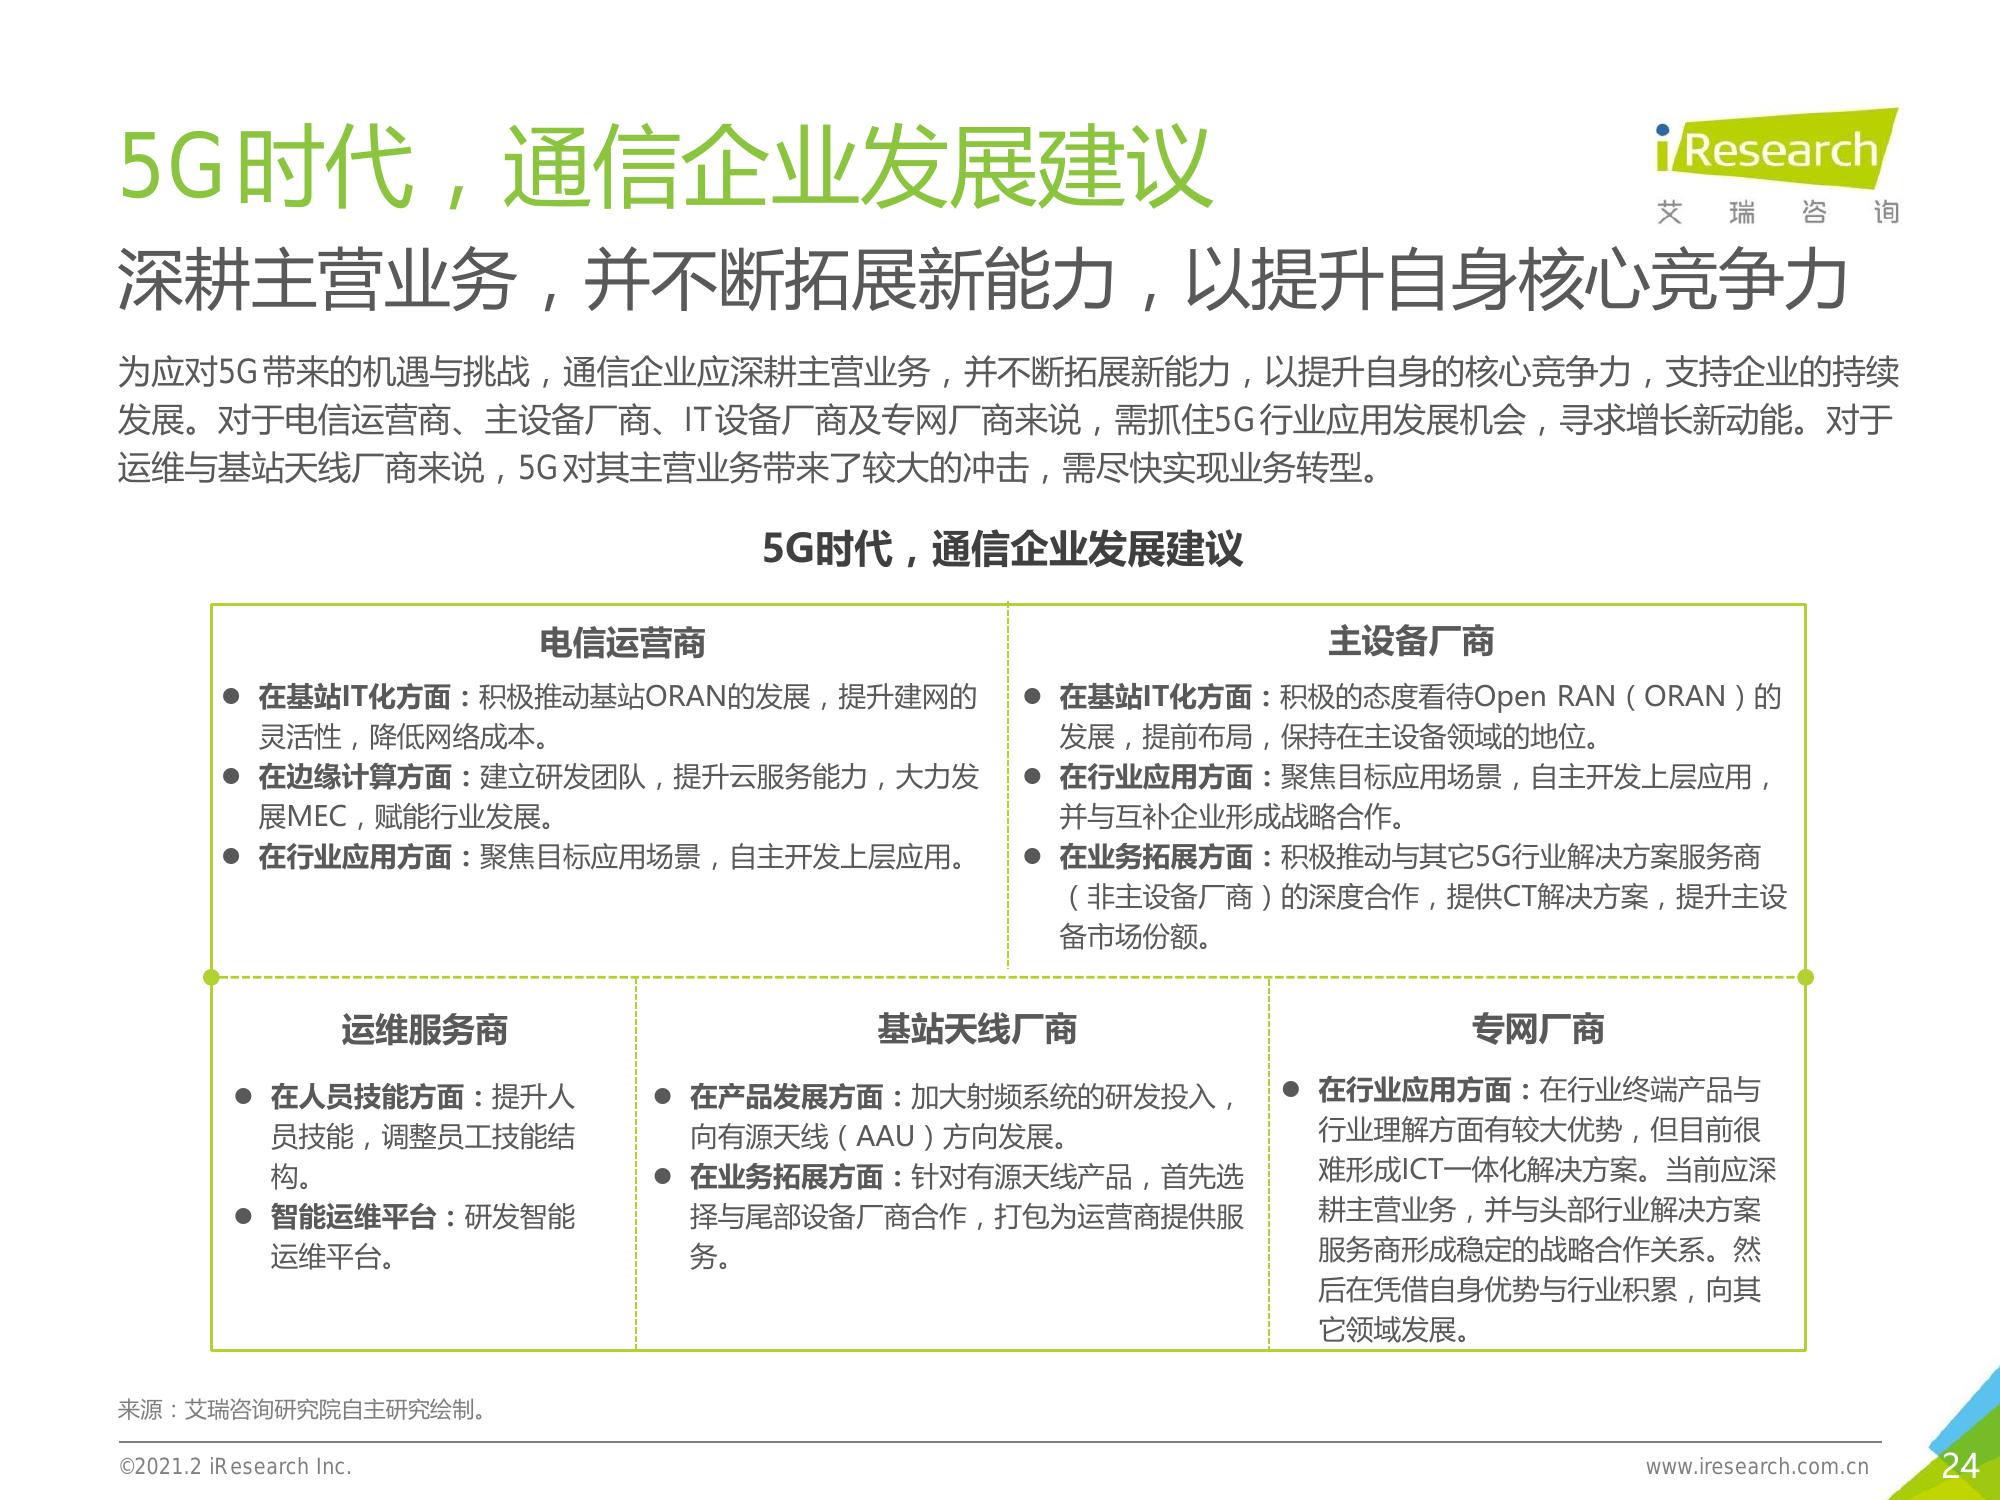 5G时代，通信企业发展建议
iResearch
艾瑞咨询
深耕主营业务，并不断拓展新能力，以提升自身核心竞争力
为应对5G带来的机遇与挑战，通信企业应深耕主营业务，并不断拓展新能力，以提升自身的核心竞争力，支持企业的持续
发展。对于电信运营商、主设备厂商、IT设备厂商及专网厂商来说，需抓住5G行业应用发展机会，寻求增长新动能。对于
运维与基站天线厂商来说，5G对其主营业务带来了较大的冲击，需尽快实现业务转型。
5G时代，通信企业发展建议
电信运营商
● 在基站IT化方面：积极推动基站ORAN的发展，提升建网的
灵活性，降低网络成本。
● 在边缘计算方面：建立研发团队，提升云服务能力，大力发
展MEC，赋能行业发展。
● 在行业应用方面：聚焦目标应用场景，自主开发上层应用。
主设备厂商
● 在基站IT化方面：积极的态度看待Open RAN（ORAN）的
发展，提前布局，保持在主设备领域的地位。
● 在行业应用方面：聚焦目标应用场景，自主开发上层应用，
并与互补企业形成战略合作。
● 在业务拓展方面：积极推动与其它5G行业解决方案服务商
（非主设备厂商）的深度合作，提供CT解决方案，提升主设
备市场份额。
运维服务商
● 在人员技能方面：提升人
员技能，调整员工技能结
构。
● 智能运维平台：研发智能
运维平台。
基站天线厂商
● 在产品发展方面：加大射频系统的研发投入，
向有源天线（AAU）方向发展。
● 在业务拓展方面：针对有源天线产品，首先选
择与尾部设备厂商合作，打包为运营商提供服
务。
专网厂商
● 在行业应用方面：在行业终端产品与
行业理解方面有较大优势，但目前很
难形成ICT一体化解决方案。当前应深
耕主营业务，并与头部行业解决方案
服务商形成稳定的战略合作关系。然
后在凭借自身优势与行业积累，向其
它领域发展。
来源：艾瑞咨询研究院自主研究绘制。
©2021.2 iResearch Inc.
www.iresearch.com.cn
24